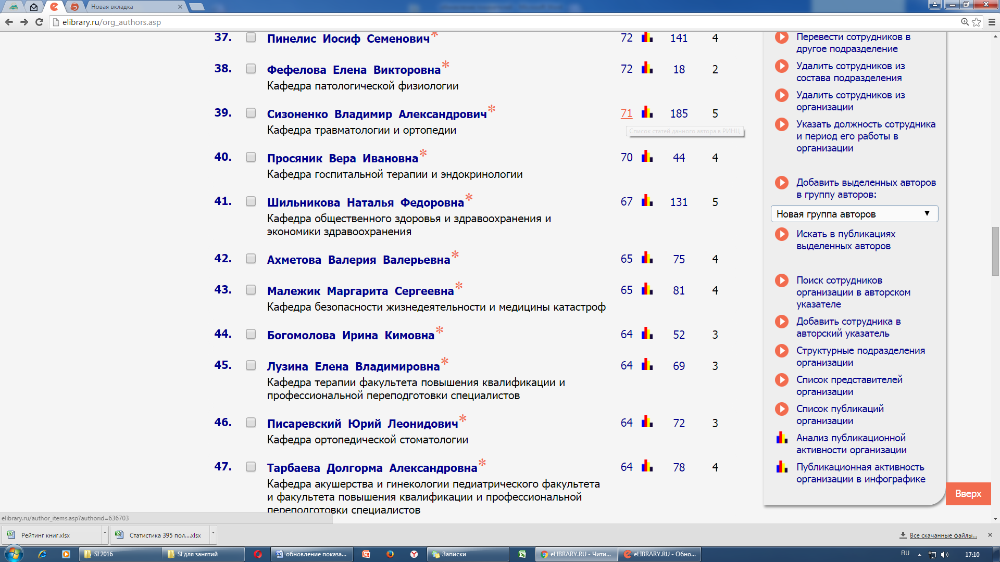 Новая вкладка
elibrary.ru/org_authors.asp
37. Пинелис Иосиф Семенович* 72 141 4
38. Фефелова Елена Викторовна* 72 18 2
Кафедра патологической физиологии
39. Сизоненко Владимир Александрович* 71 185 5
Кафедра травматологии и ортопедии
Список статей данного автора в РИНЦ
40. Просяник Вера Ивановна* 70 44 4
Кафедра госпитальной терапии и эндокринологии
41. Шильникова Наталья Федоровна* 67 131 5
Кафедра общественного здоровья и здравоохранения и
экономики здравоохранения
42. Ахметова Валерия Валерьевна* 65 75 4
43. Малежик Маргарита Сергеевна* 65 81 4
Кафедра безопасности жизнедеятельности и медицины катастроф
44. Богомолова Ирина Кимовна* 64 52 3
45. Лузина Елена Владимировна* 64 69 3
Кафедра терапии факультета повышения квалификации и
профессиональной переподготовки специалистов
46. Писаревский Юрий Леонидович* 64 72 3
Кафедра ортопедической стоматологии
47. Тарбаева Долгорма Александровна* 64 78 4
Кафедра акушерства и гинекологии педиатрического факультета
и факультета повышения квалификации и профессиональной
переподготовки специалистов
Перевести сотрудников в
другое подразделение
Удалить сотрудников из
состава подразделения
Удалить сотрудников из
организации
Указать должность сотрудника
и период его работы в
организации
Добавить выделенных авторов
в группу авторов:
Новая группа авторов
Искать в публикациях
выделенных авторов
Поиск сотрудников
организации в авторском
указателе
Добавить сотрудника в
авторский указатель
Структурные подразделения
организации
Список представителей
организации
Список публикаций
организации
Анализ публикационной
активности организации
Публикационная активность
организации в инфографике
Вверх
elibrary.ru/author_items.asp?authorid=636703
Рейтинг книг.xlsx
Статистика 395 пол....xlsx
Все скачанные файлы...
SI 2016
SI для занятий
обновление показа...
Записки
eLIBRARY.RU - Чити...
eLIBRARY.RU - Обно...
RU
17:10